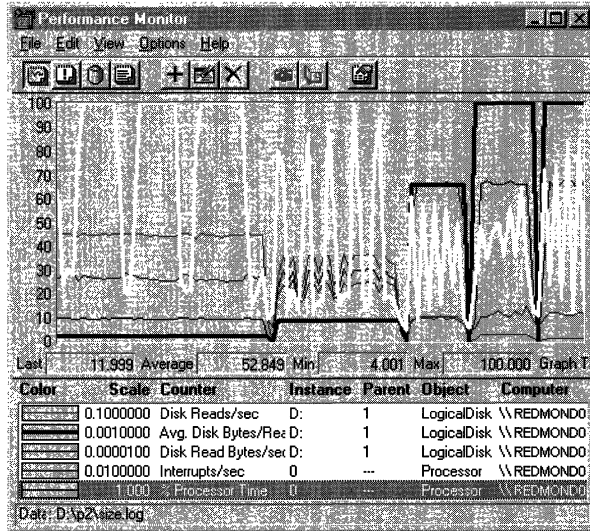 Performance Monitor
File Edit View Options Help
100
90
80
70
60
50
40
30
20
10
0
Last 11.999 Average 52.849 Min 4.001 Max 100.000 Graph T
Color Scale Counter Instance Parent Object Computer
0.1000000 Disk Reads/sec D: 1 LogicalDisk \\REDMOND0
0.0010000 Avg. Disk Bytes/Rea D: 1 LogicalDisk \\REDMOND0
0.0000100 Disk Read Bytes/sec D: 1 LogicalDisk \\REDMOND0
0.0100000 Interrupts/sec 0 --- Processor \\REDMOND0
1.000 % Processor Time 0 --- Processor \\REDMOND0
Data: D:\p2\size.log